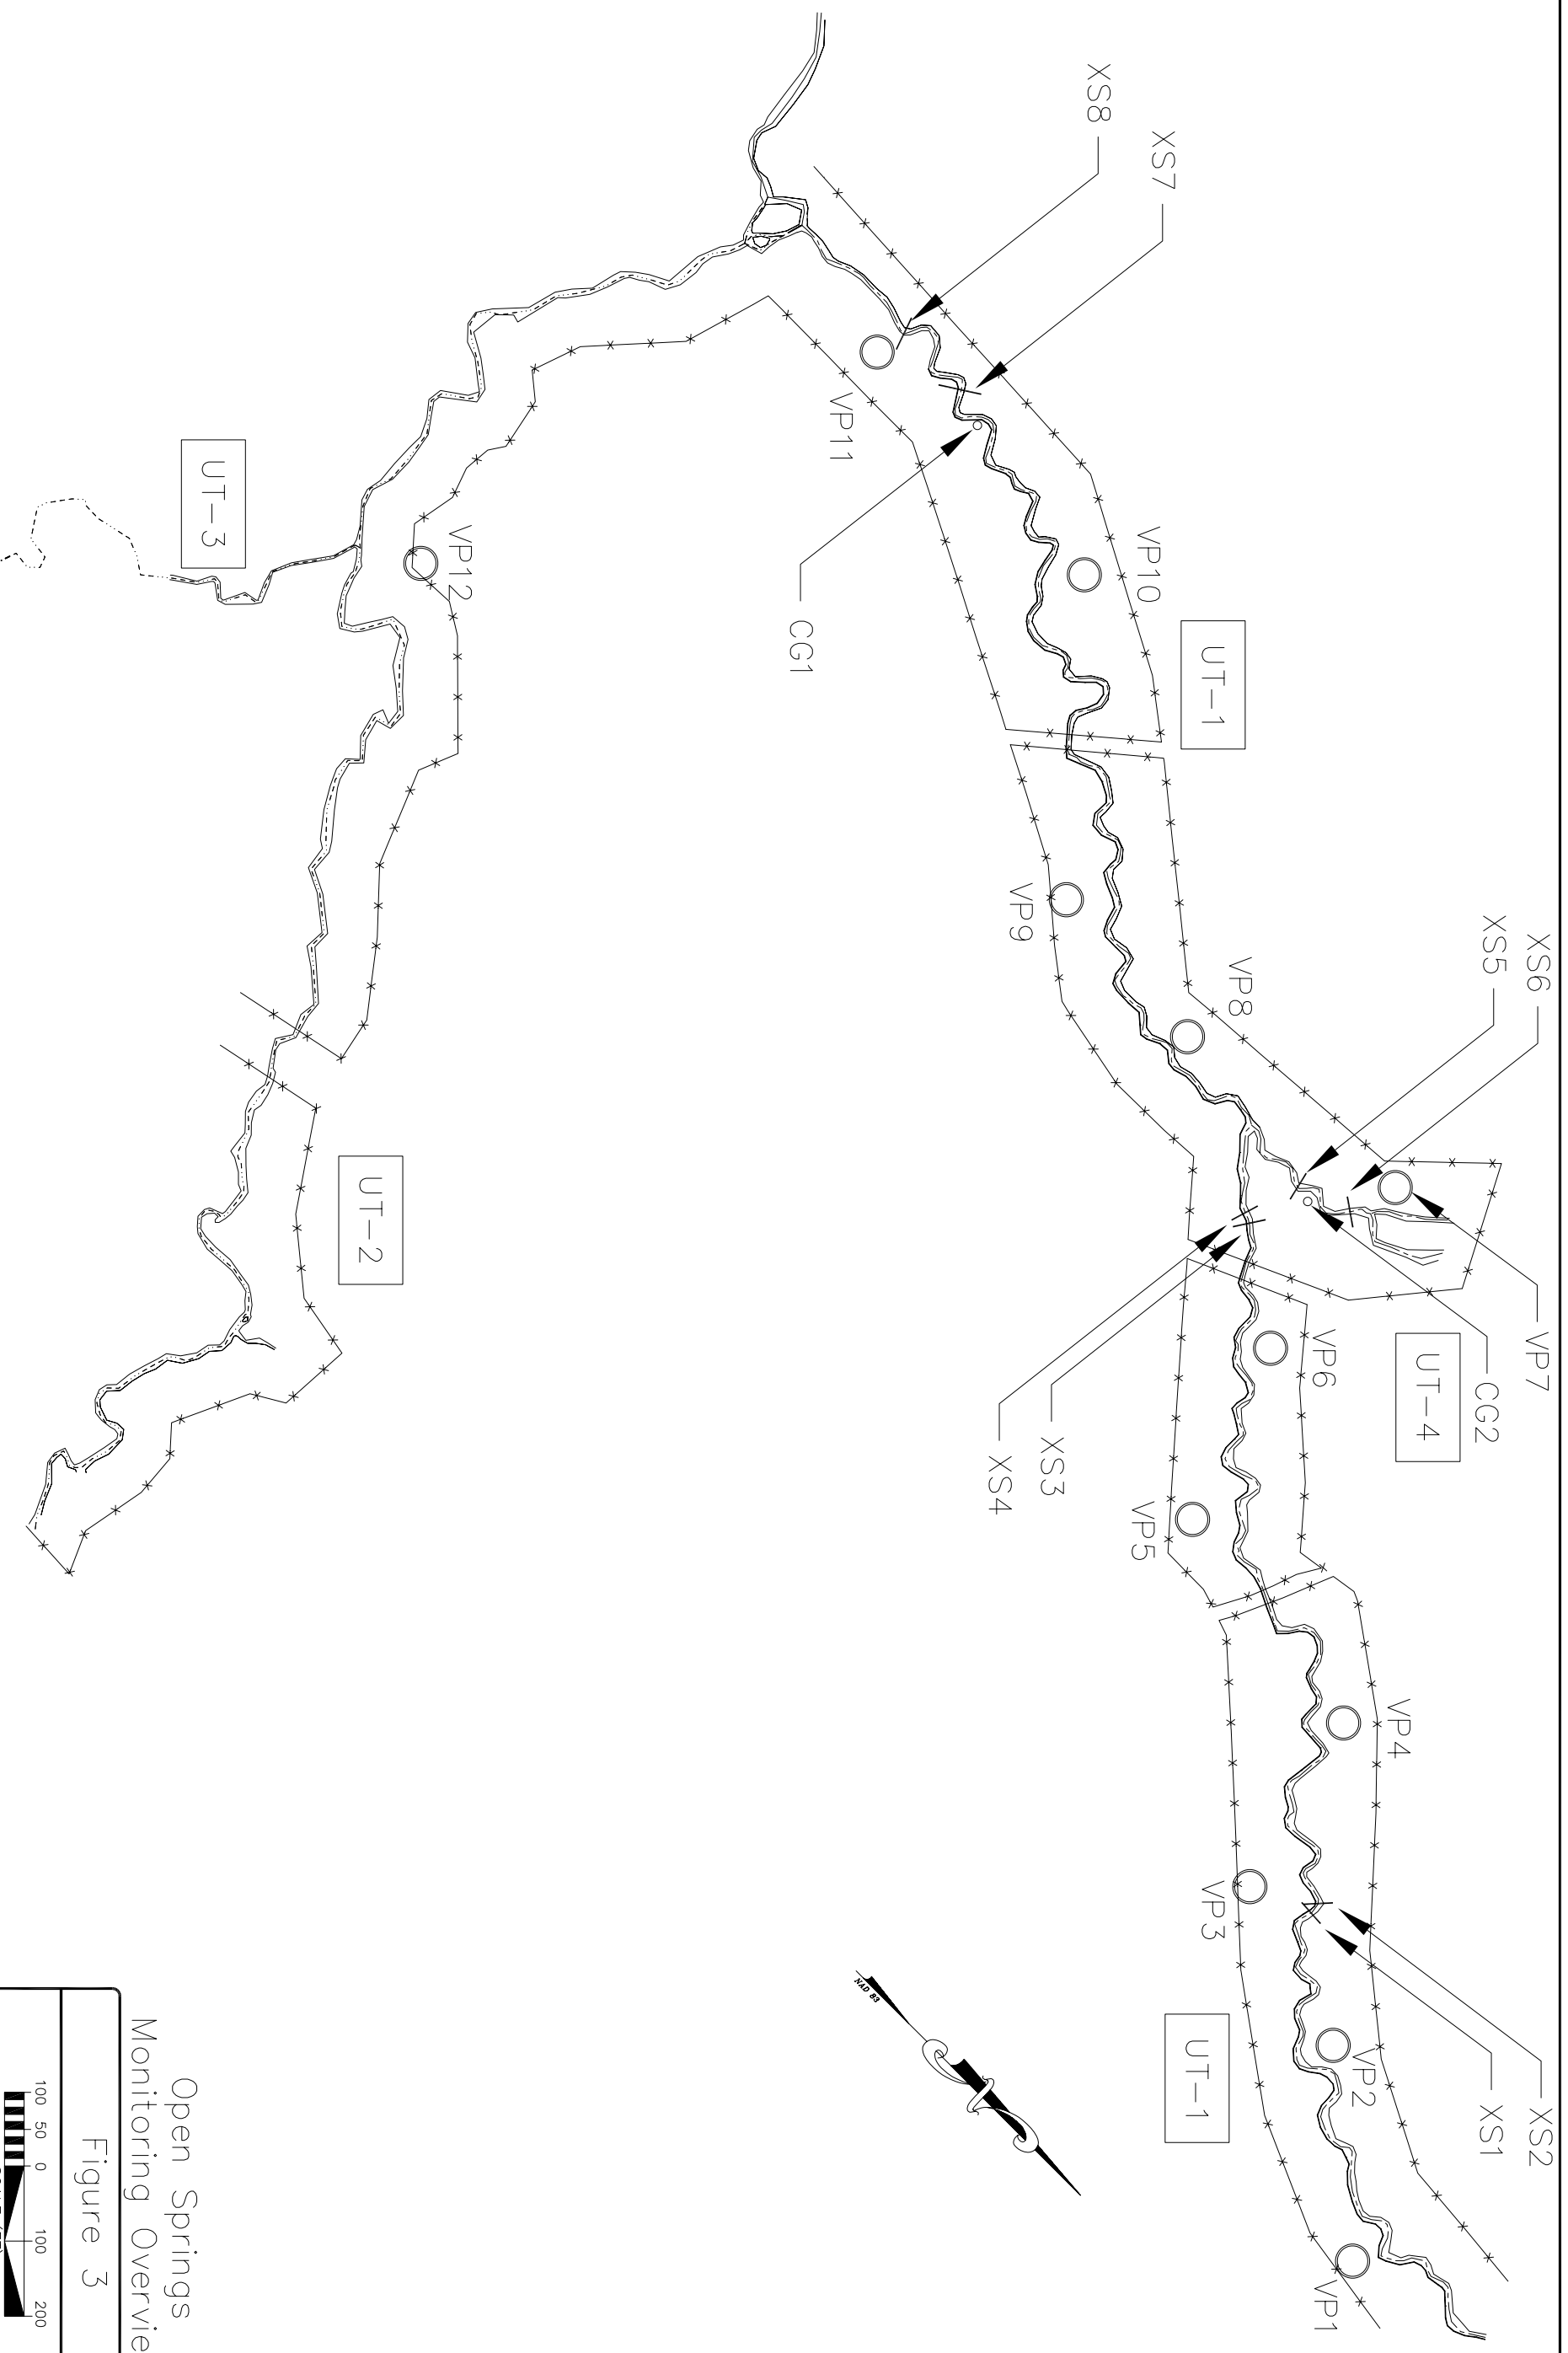 XS8
XS7
VP11
VP10
CG1
UT-1
UT-3
VP12
VP9
VP8
XS5
XS6
UT-2
VP7
CG2
UT-4
VP6
XS3
XS4
VP5
VP4
VP3
VP2
XS2
XS1
UT-1
VP1
NAD 83
Open Springs
Monitoring Overvie
Figure 3
100 50 0 100 200